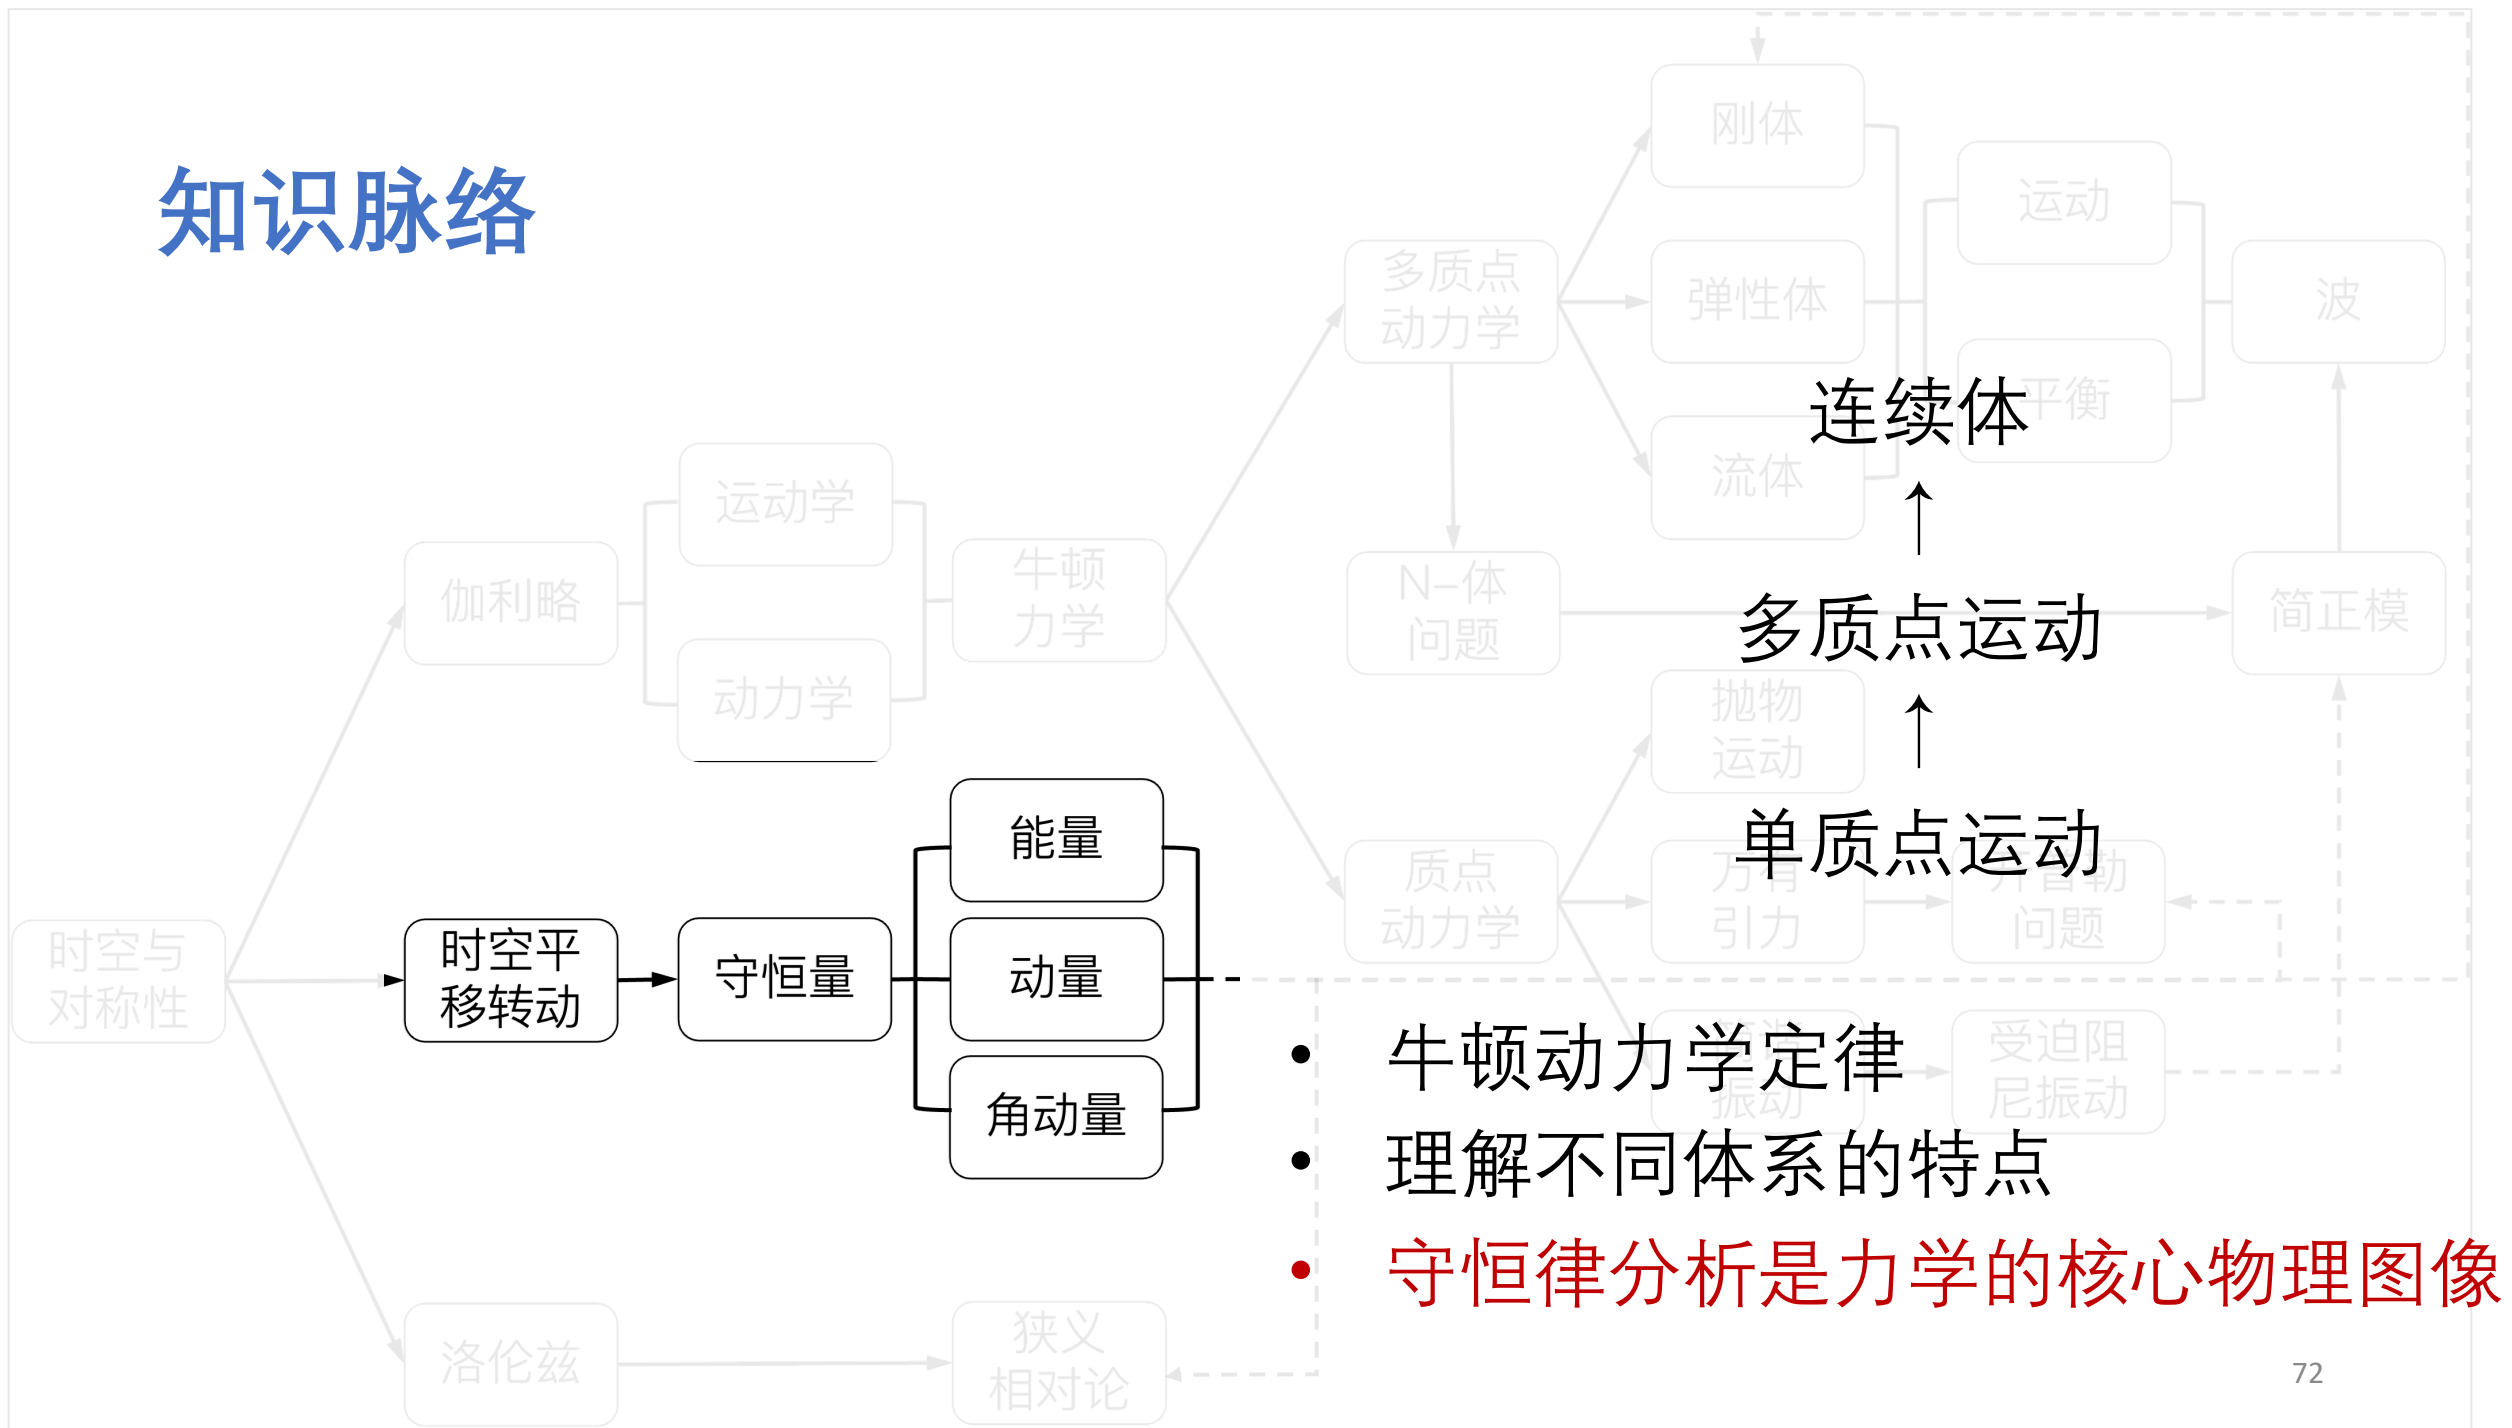 知识脉络
刚体
运动
多质点
动力学
弹性体
波
平衡
连续体
流体
运动学
伽利略
牛顿
力学
N-体
问题
多质点运动
简正模
动力学
抛物
运动
能量
单质点运动
质点
动力学
万有
引力
问题
时空与
对称性
时空平
移转动
守恒量
动量
角动量
振动
受迫阻
尼振动
• 牛顿动力学定律
• 理解不同体系的特点
• 守恒律分析是力学的核心物理图像
洛伦兹
狭义
相对论
72